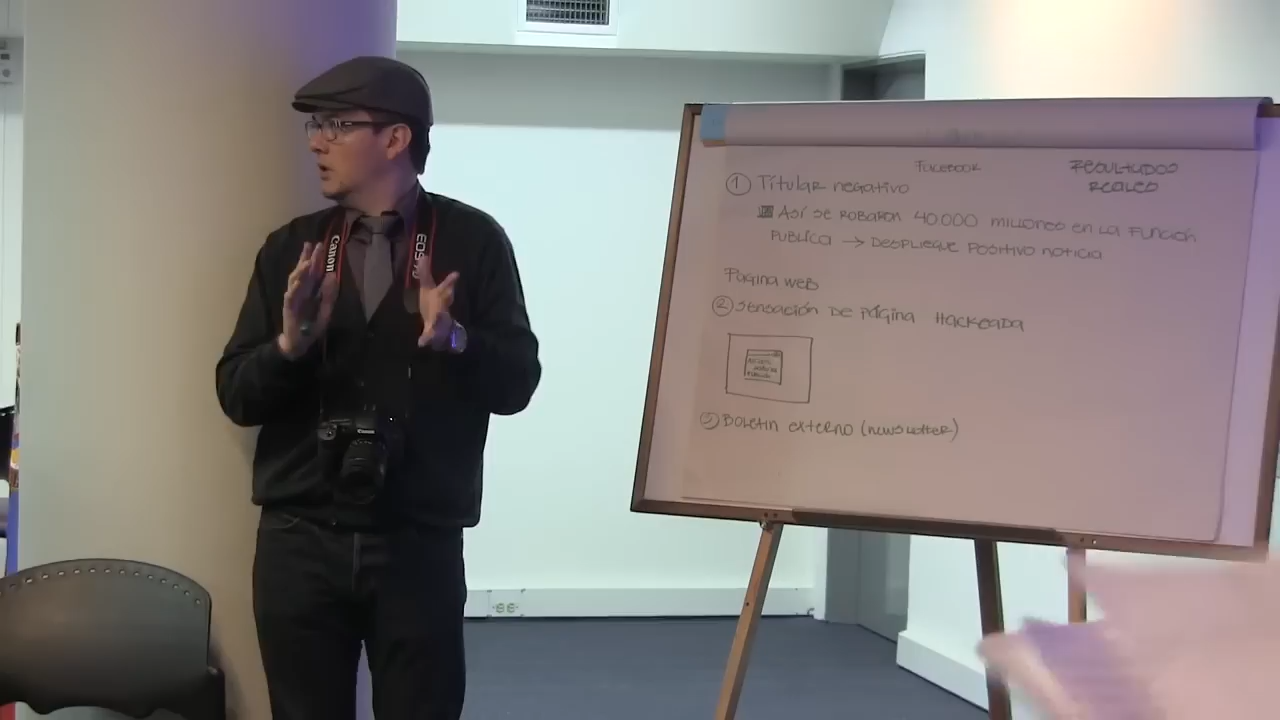 Canon
EOS
Canon
FACEBOOK
RESULTADOS
REALES
① Titular negativo
Así se robaron 40.000 millones en la función
pública → Despliegue positivo noticia
Pagina web
② Sensación de página Hackeada
③ Boletín externo (newsletter)